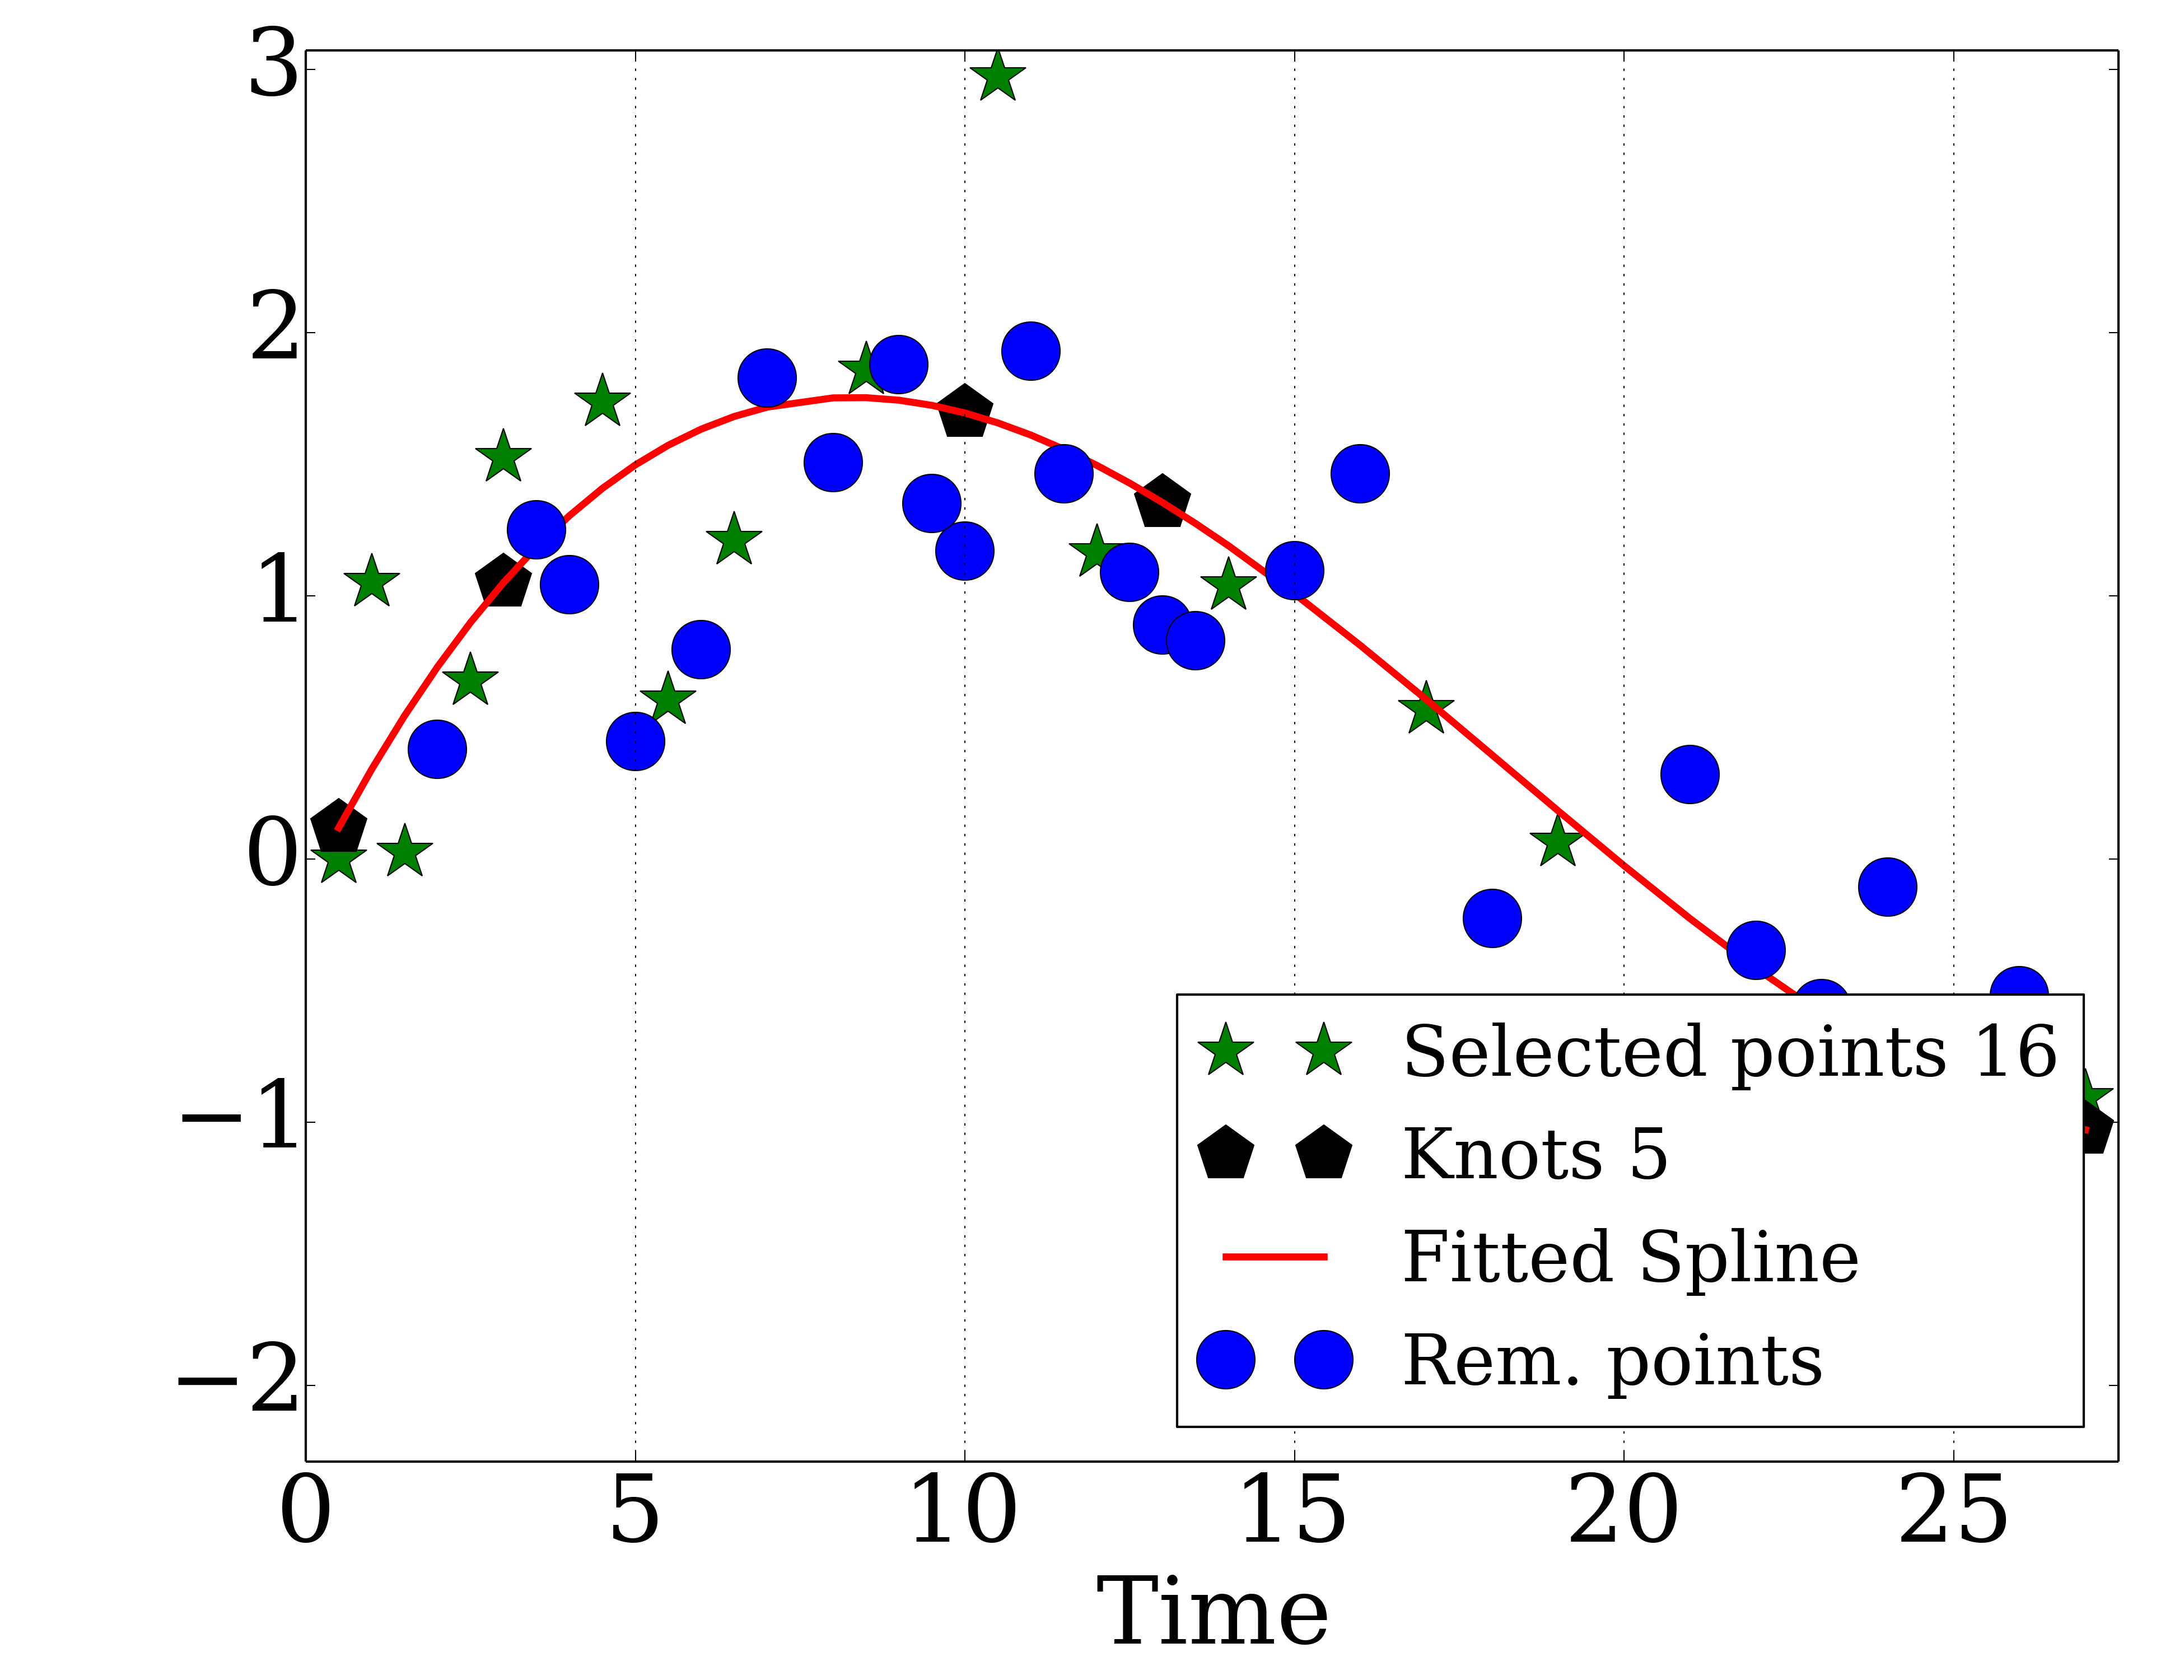 3
2
1
0
−1
−2
Selected points 16
Knots 5
Fitted Spline
Rem. points
0 5 10 15 20 25
Time